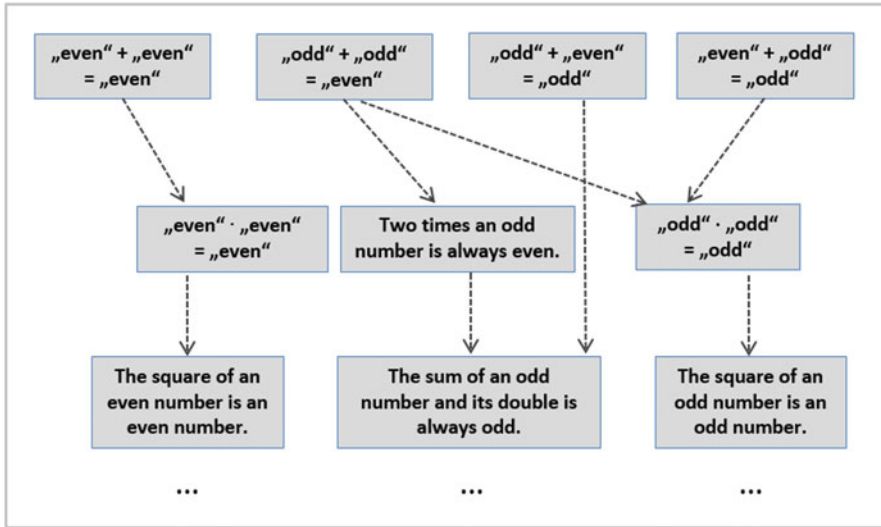 „even“ + „even“
= „even“
„odd“ + „odd“
= „even“
„odd“ + „even“
= „odd“
„even“ + „odd“
= „odd“
„even“ · „even“
= „even“
Two times an odd
number is always even.
„odd“ · „odd“
= „odd“
The square of an
even number is an
even number.
The sum of an odd
number and its double is
always odd.
The square of an
odd number is an
odd number.
... ... ...